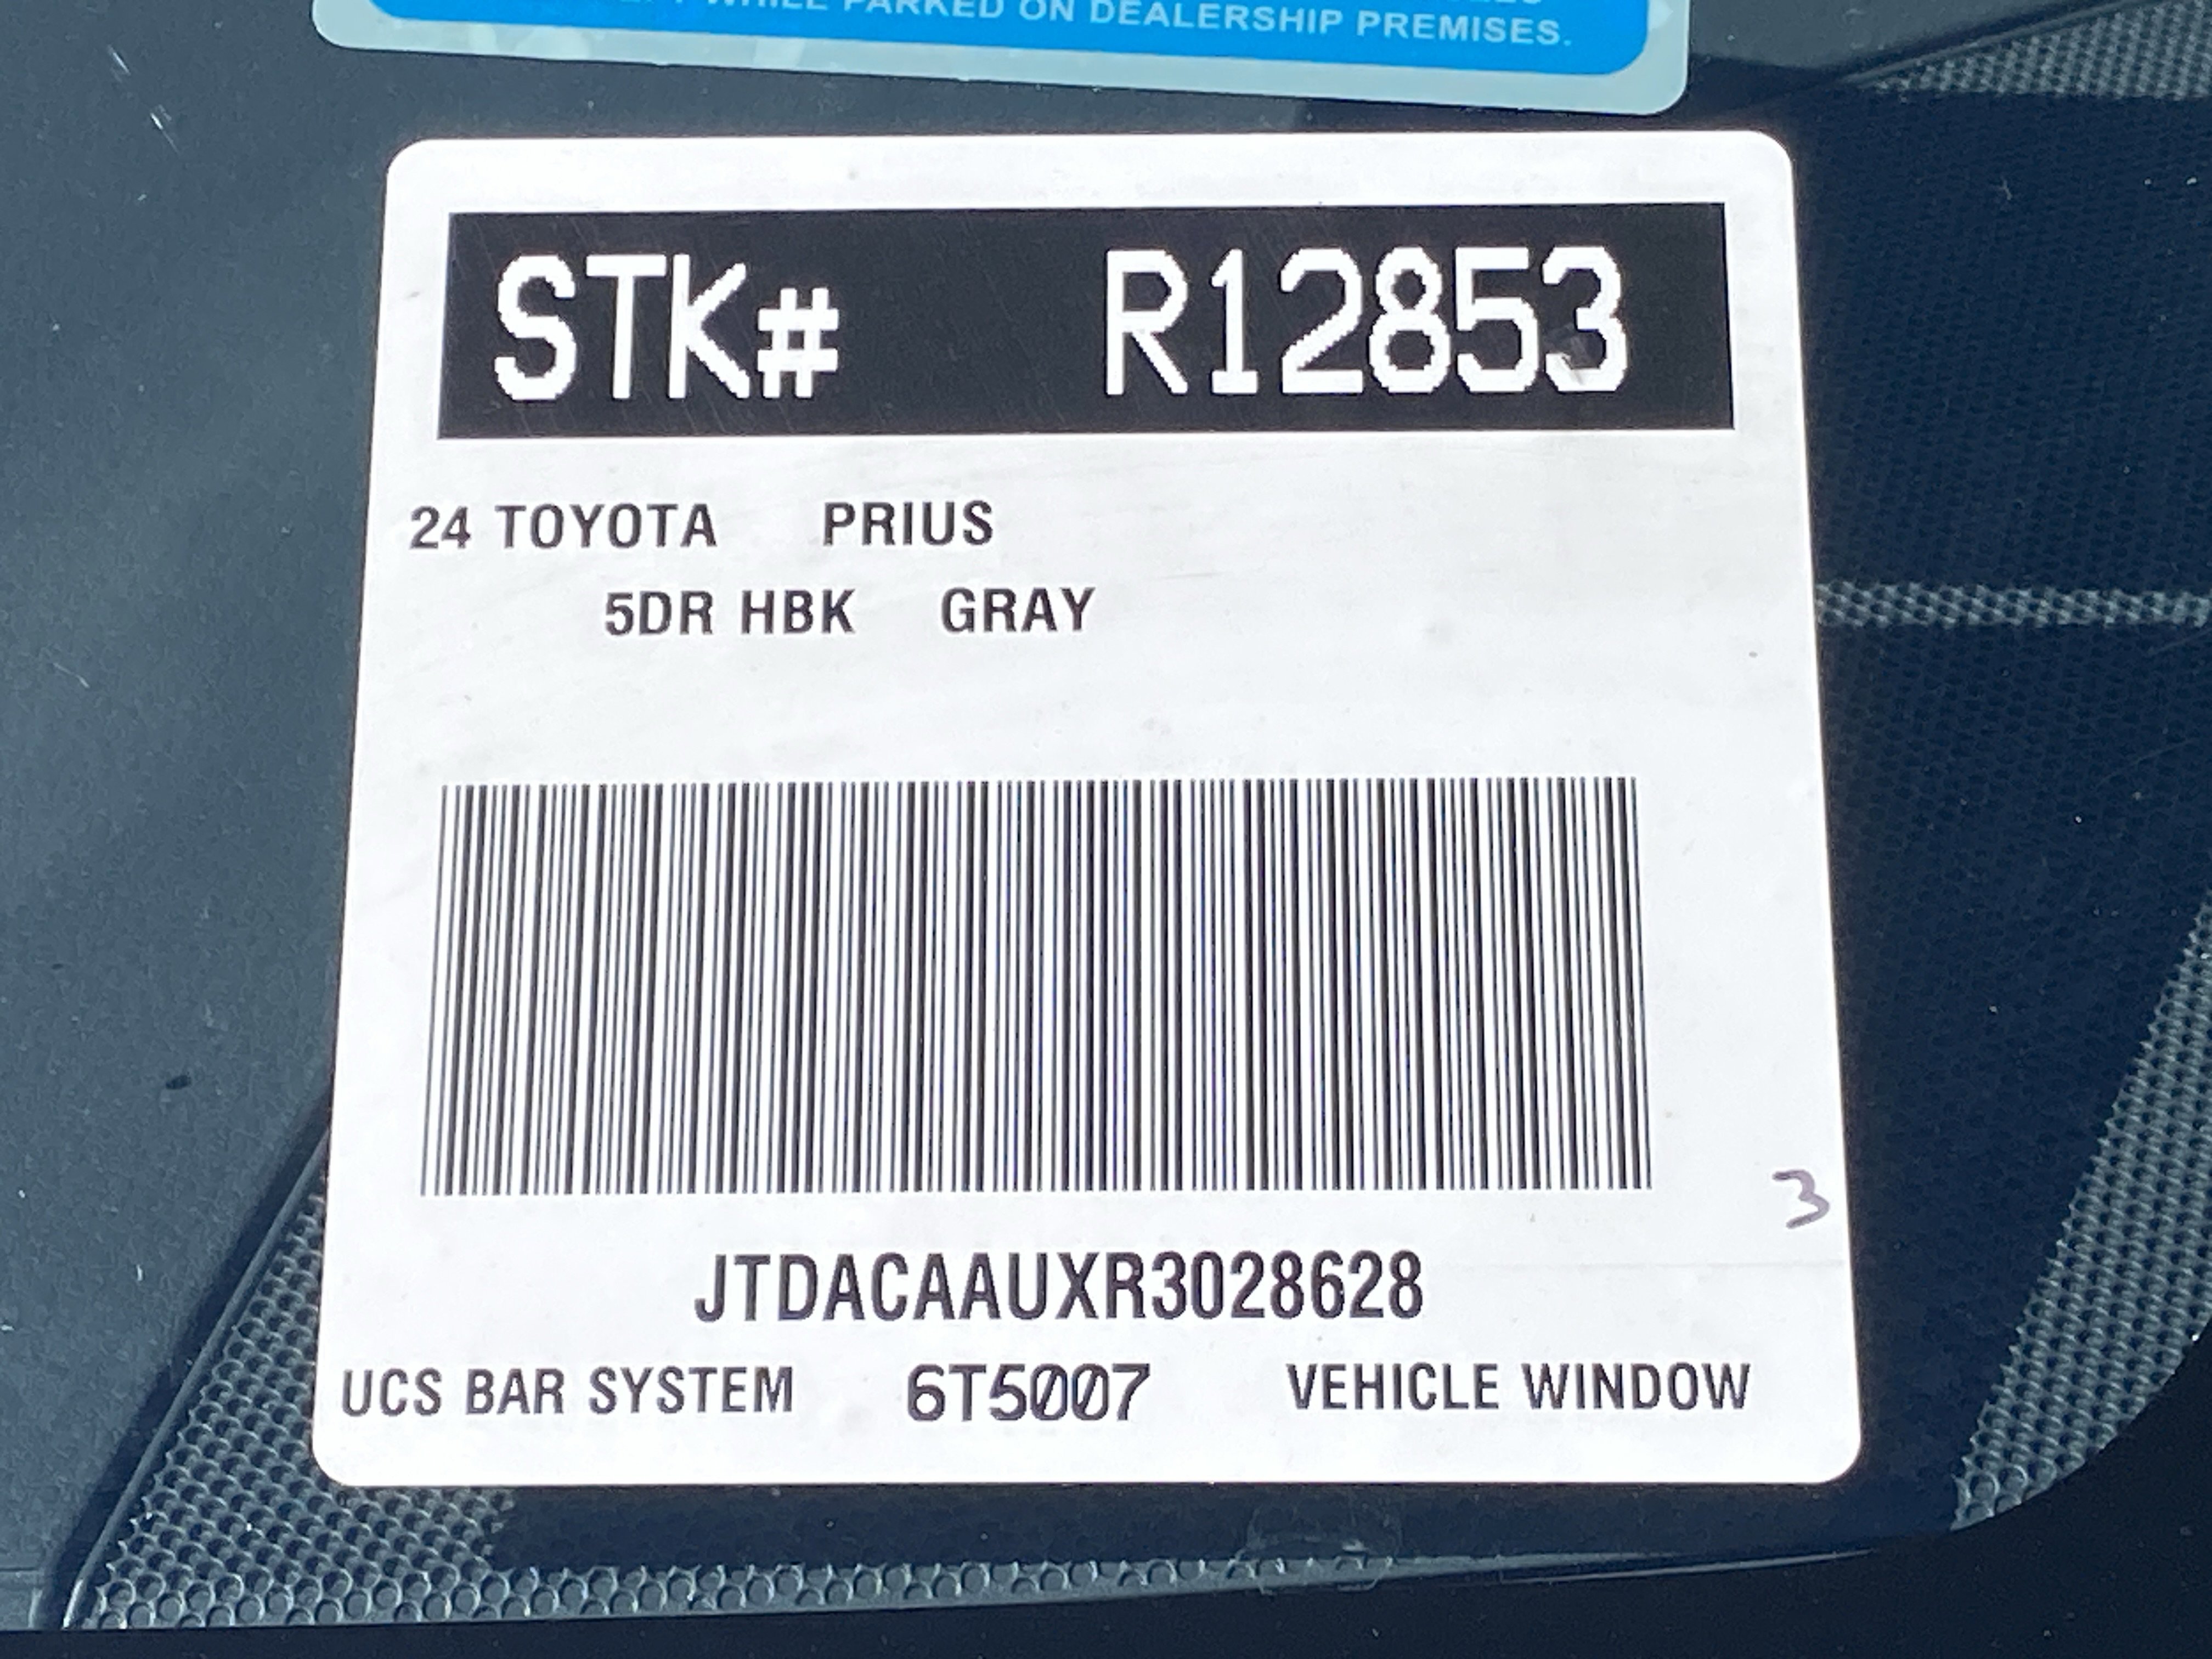 WHILE PARKED ON DEALERSHIP PREMISES.
STK# R12853
24 TOYOTA PRIUS
5DR HBK GRAY
3
JTDACAAUXR3028628
UCS BAR SYSTEM 6T5007 VEHICLE WINDOW